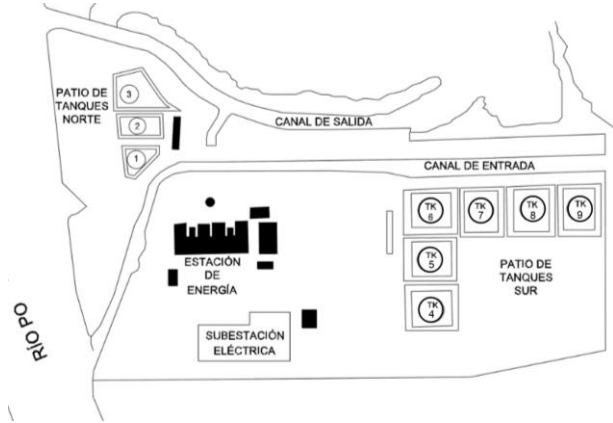 PATIO DE
TANQUES
NORTE
3
2
1
CANAL DE SALIDA
CANAL DE ENTRADA
TK
6
TK
7
TK
8
TK
9
TK
5
TK
4
PATIO DE
TANQUES
SUR
ESTACIÓN
DE
ENERGÍA
SUBESTACIÓN
ELÉCTRICA
RÍO PO